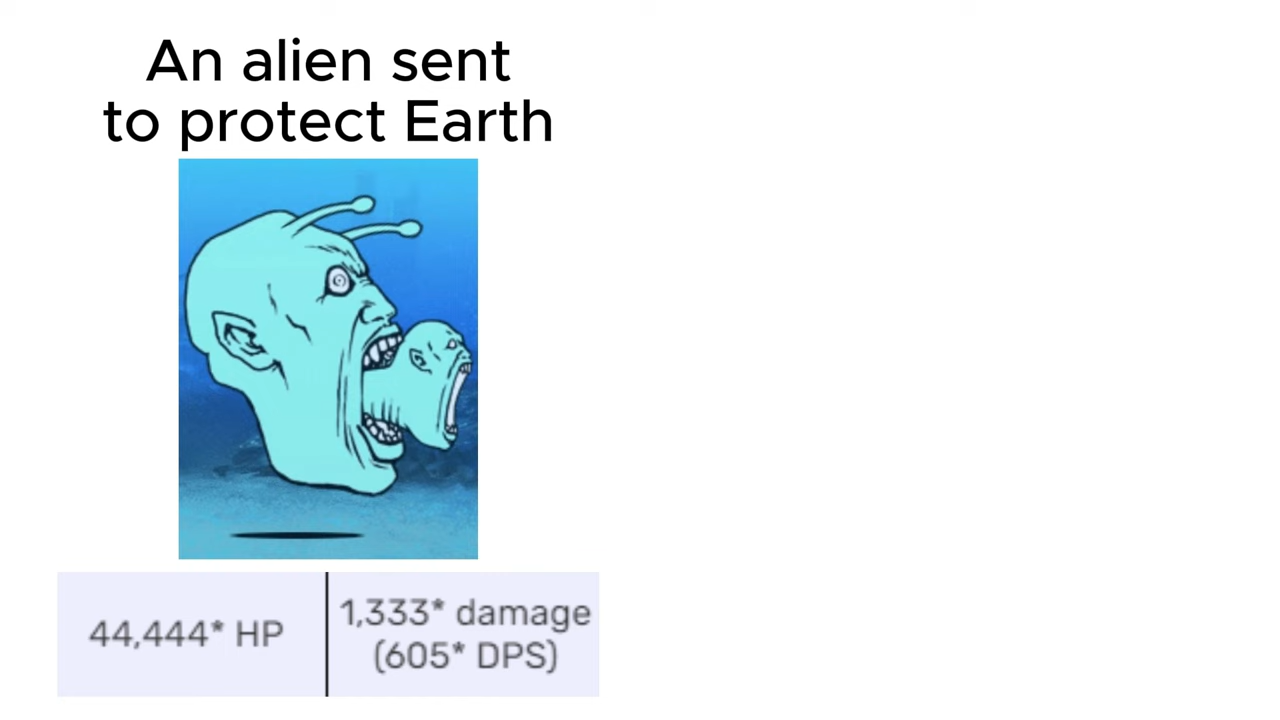 An alien sent
to protect Earth
44,444* HP
1,333* damage
(605* DPS)